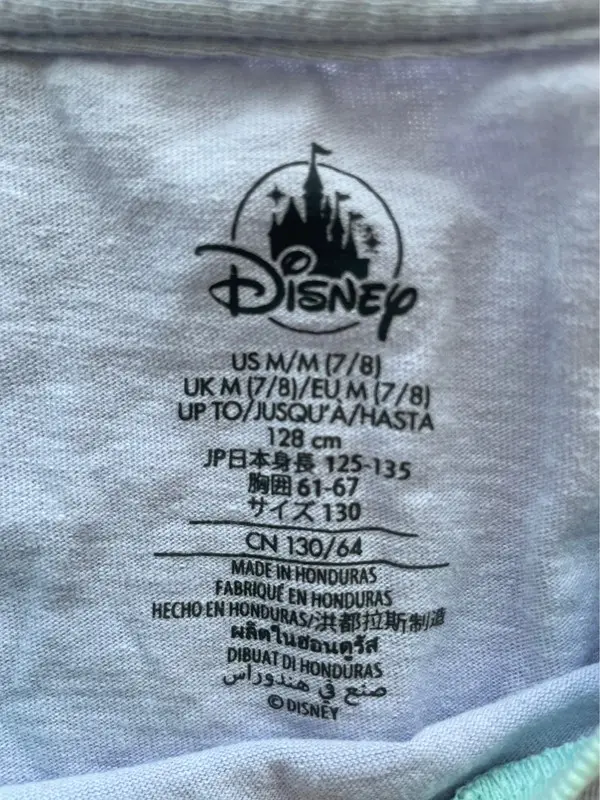 Disney
US M/M (7/8)
UK M (7/8)/EU M (7/8)
UP TO/JUSQU'À/HASTA
128 cm
JP日本身長 125-135
胸囲 61-67
サイズ 130
CN 130/64
MADE IN HONDURAS
FABRIQUÉ EN HONDURAS
HECHO EN HONDURAS/洪都拉斯制造
ผลิตในฮอนดูรัส
DIBUAT DI HONDURAS
صنع في هندوراس
© DISNEY